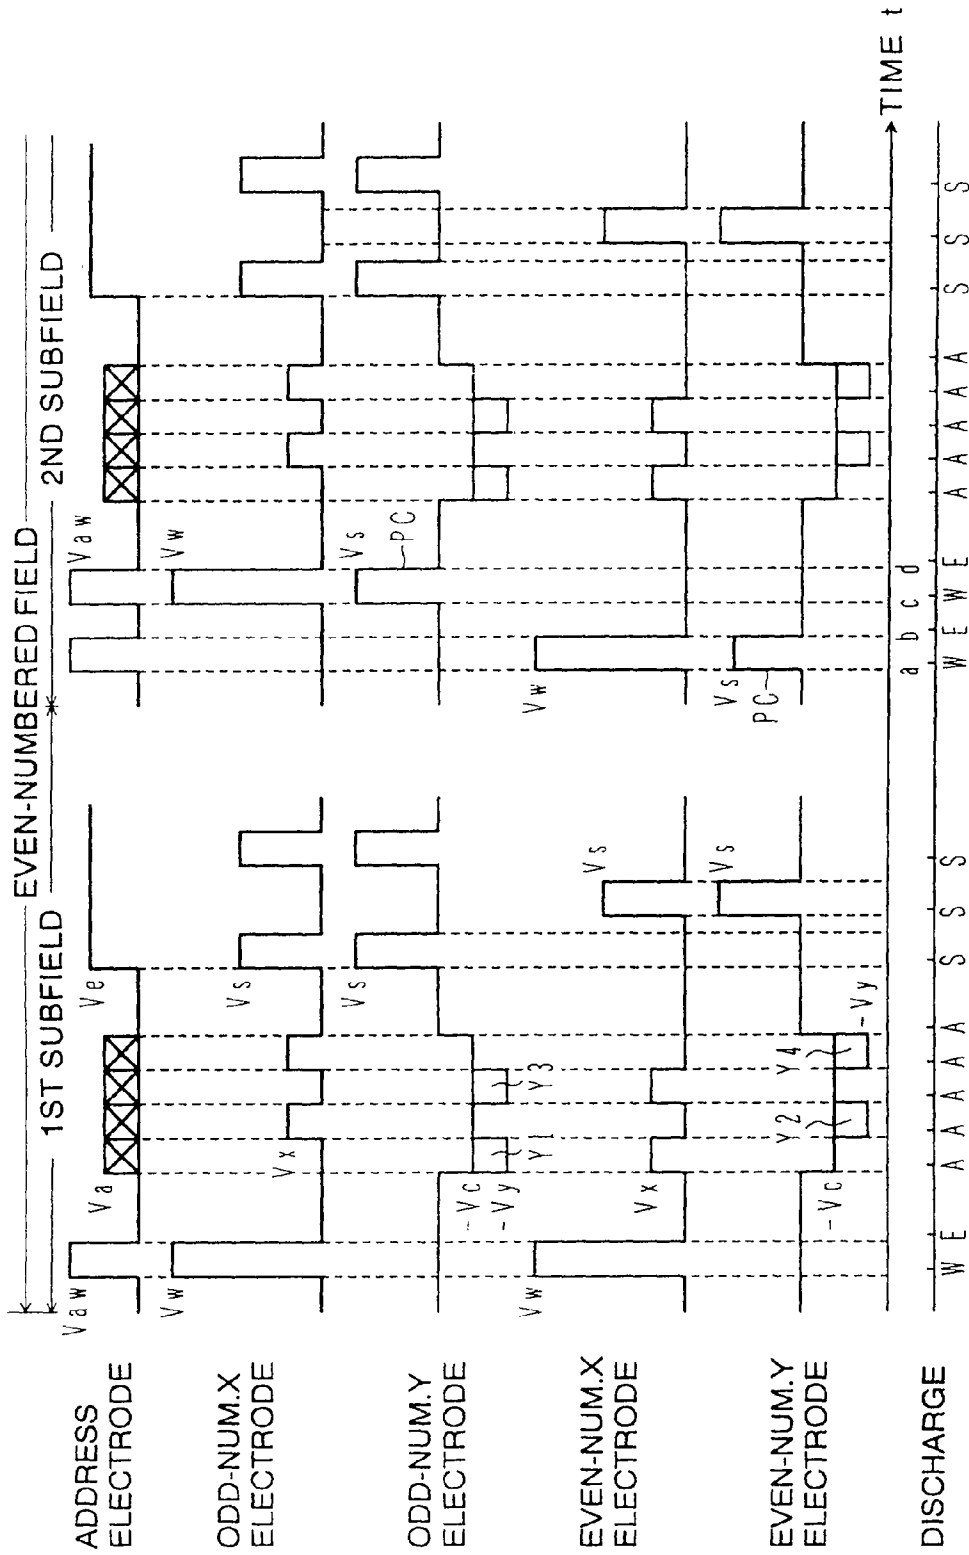 EVEN-NUMBERED FIELD
1ST SUBFIELD
2ND SUBFIELD
ADDRESS
ELECTRODE
Vaw
Va
Ve
Vaw
ODD-NUM.X
ELECTRODE
Vw
Vx
Vs
Vw
ODD-NUM.Y
ELECTRODE
-Vc
-Vy
Y1
Y3
Vs
Vs
PC
EVEN-NUM.X
ELECTRODE
Vw
Vx
Vs
Vw
EVEN-NUM.Y
ELECTRODE
-Vc
Y2
Y4
-Vy
Vs
Vs
PC
a b c d
TIME t
DISCHARGE
W E A A A A A S S S W E W E A A A A A S S S